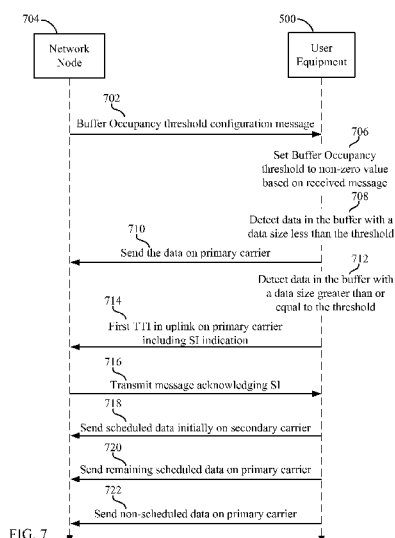 704
500
Network
Node
User
Equipment
702
Buffer Occupancy threshold configuration message
706
Set Buffer Occupancy
threshold to non-zero value
based on received message
708
Detect data in the buffer with a
data size less than the threshold
710
Send the data on primary carrier
712
Detect data in the buffer with
a data size greater than or
equal to the threshold
714
First TTI in uplink on primary carrier
including SI indication
716
Transmit message acknowledging SI
718
Send scheduled data initially on secondary carrier
720
Send remaining scheduled data on primary carrier
722
Send non-scheduled data on primary carrier
FIG. 7